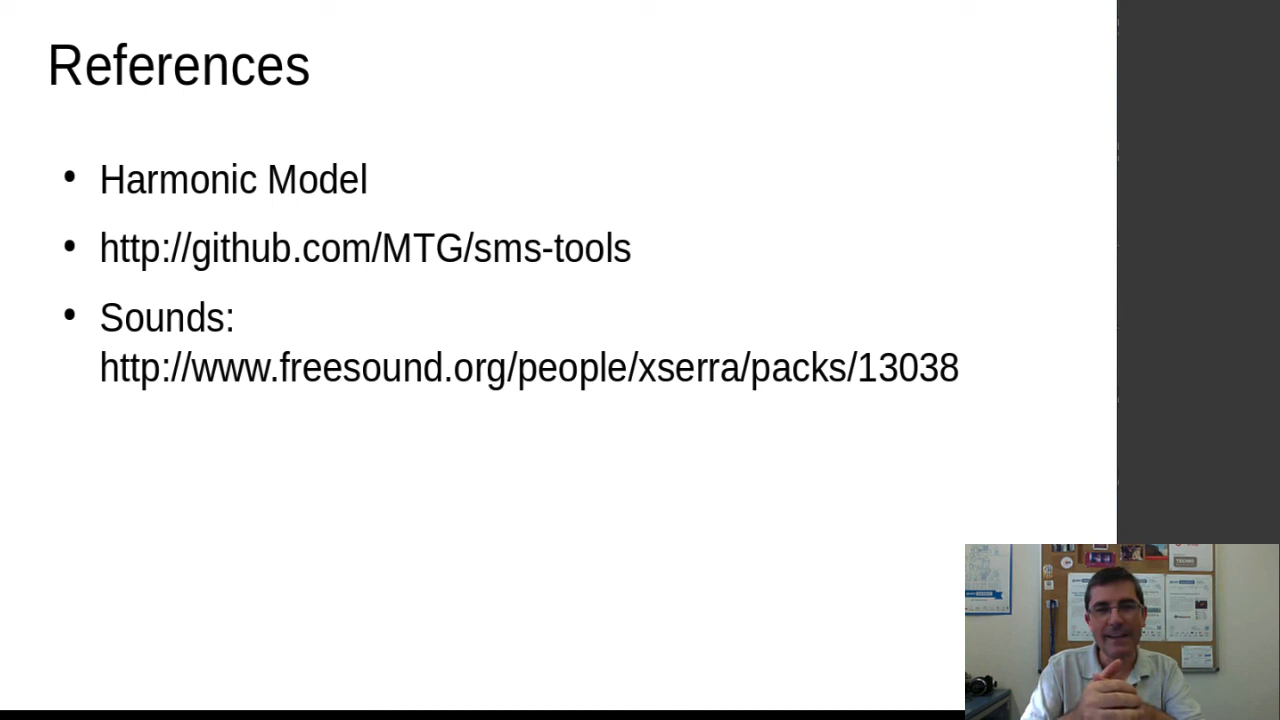 References
• Harmonic Model
• http://github.com/MTG/sms-tools
• Sounds:
http://www.freesound.org/people/xserra/packs/13038